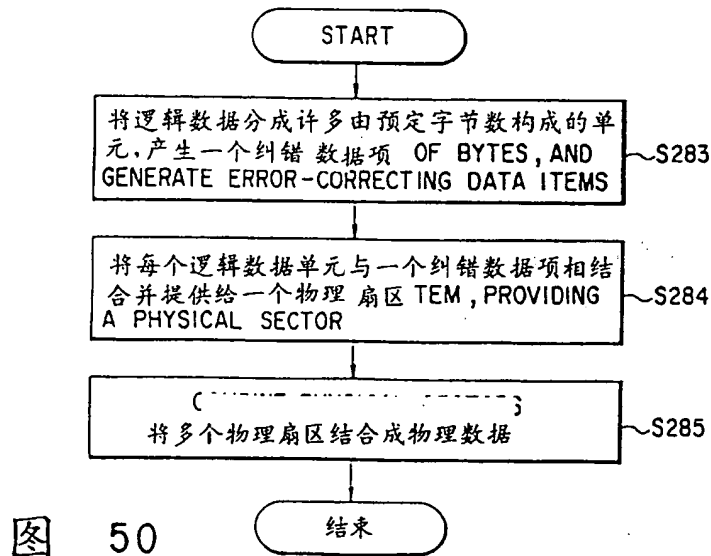 START
将逻辑数据分成许多由预定字节数构成的单
元,产生一个纠错数据项 OF BYTES, AND
GENERATE ERROR-CORRECTING DATA ITEMS
S283
将每个逻辑数据单元与一个纠错数据项相结
合并提供给一个物理扇区 TEM, PROVIDING
A PHYSICAL SECTOR
S284
将多个物理扇区结合成物理数据
S285
结束
图 50